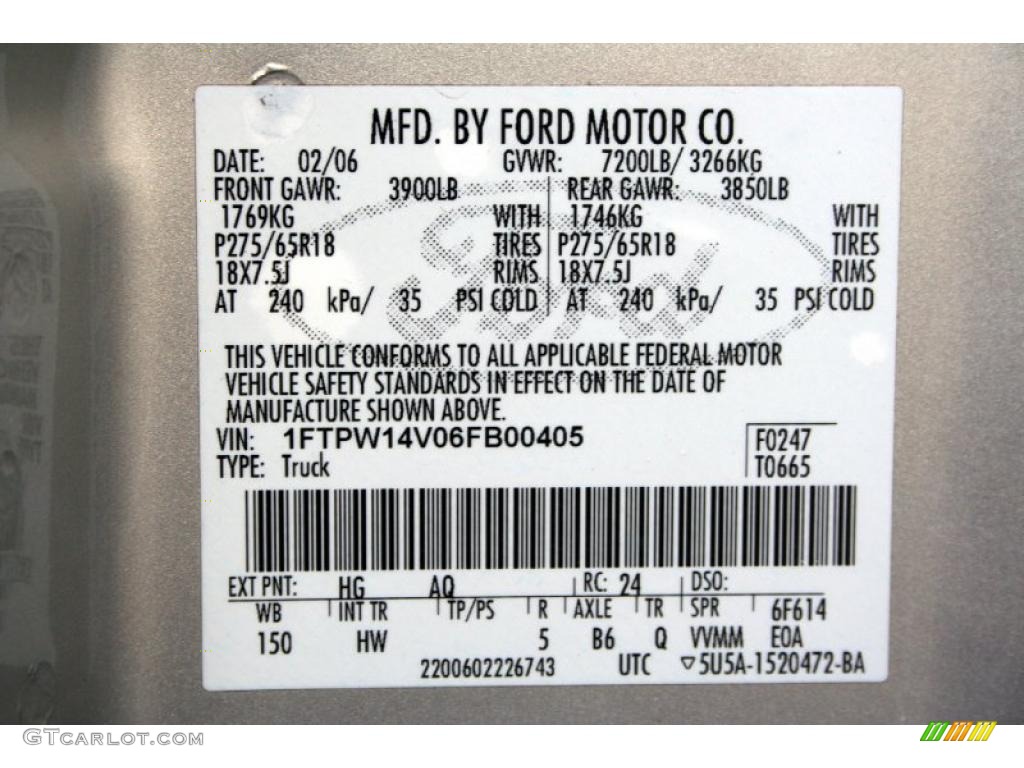 MFD. BY FORD MOTOR CO.
DATE: 02/06 GVWR: 7200LB/ 3266KG
FRONT GAWR: 3900LB REAR GAWR: 3850LB
1769KG WITH 1746KG WITH
P275/65R18 TIRES P275/65R18 TIRES
18X7.5J RIMS 18X7.5J RIMS
AT 240 kPa/ 35 PSI COLD AT 240 kPa/ 35 PSI COLD
Ford
THIS VEHICLE CONFORMS TO ALL APPLICABLE FEDERAL MOTOR
VEHICLE SAFETY STANDARDS IN EFFECT ON THE DATE OF
MANUFACTURE SHOWN ABOVE.
VIN: 1FTPW14V06FB00405 F0247
TYPE: Truck T0665
EXT PNT: HG AQ RC: 24 DSO:
WB INT TR TP/PS R AXLE TR SPR 6F614
150 HW 5 B6 Q VVMM EOA
2200602226743 UTC ▽5U5A-1520472-BA
GTCARLOT.COM